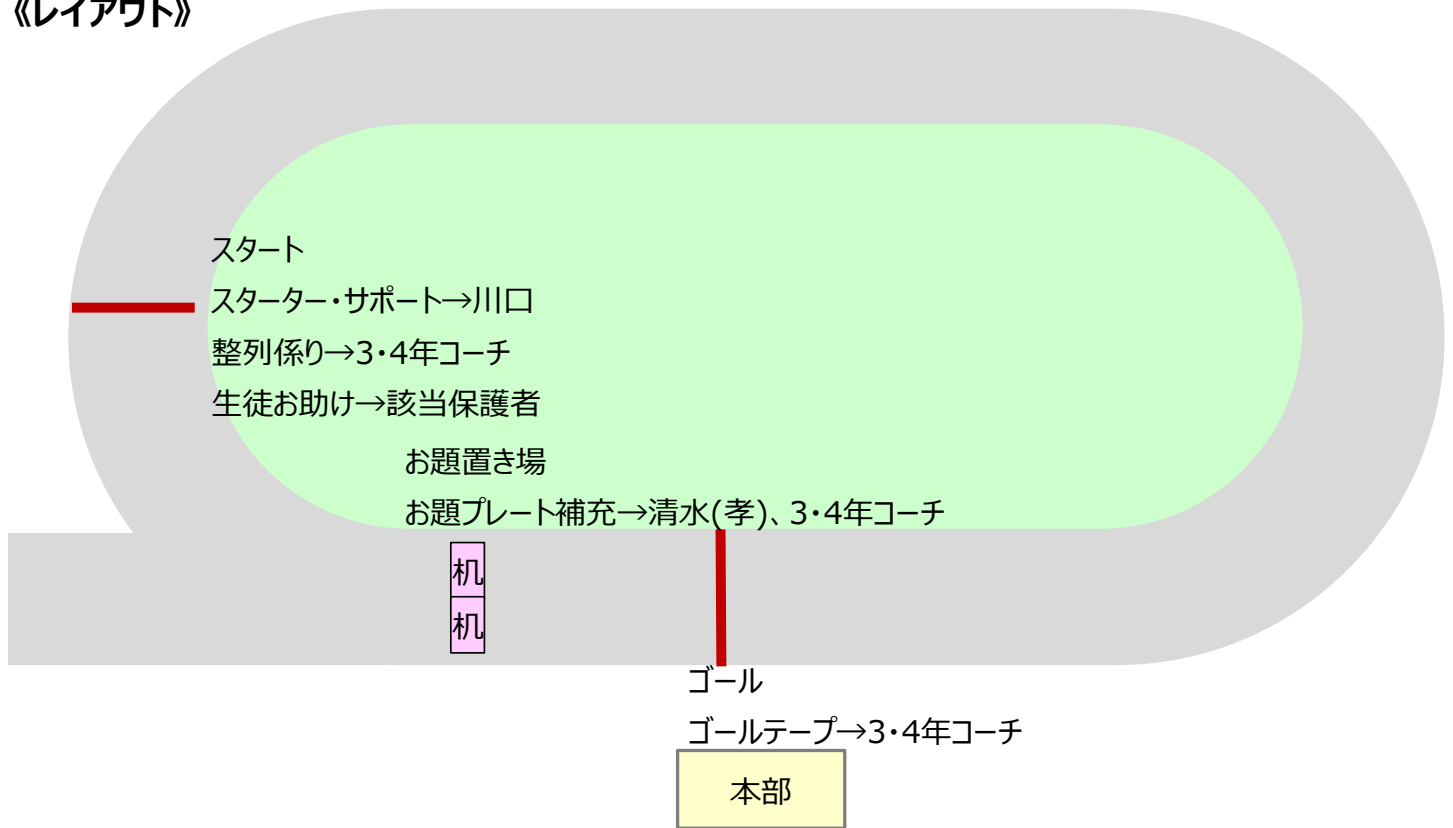 《レイアウト》
スタート
スターター・サポート→川口
整列係り→3・4年コーチ
生徒お助け→該当保護者
お題置き場
お題プレート補充→清水(孝)、3・4年コーチ
机
机
ゴール
ゴールテープ→3・4年コーチ
本部